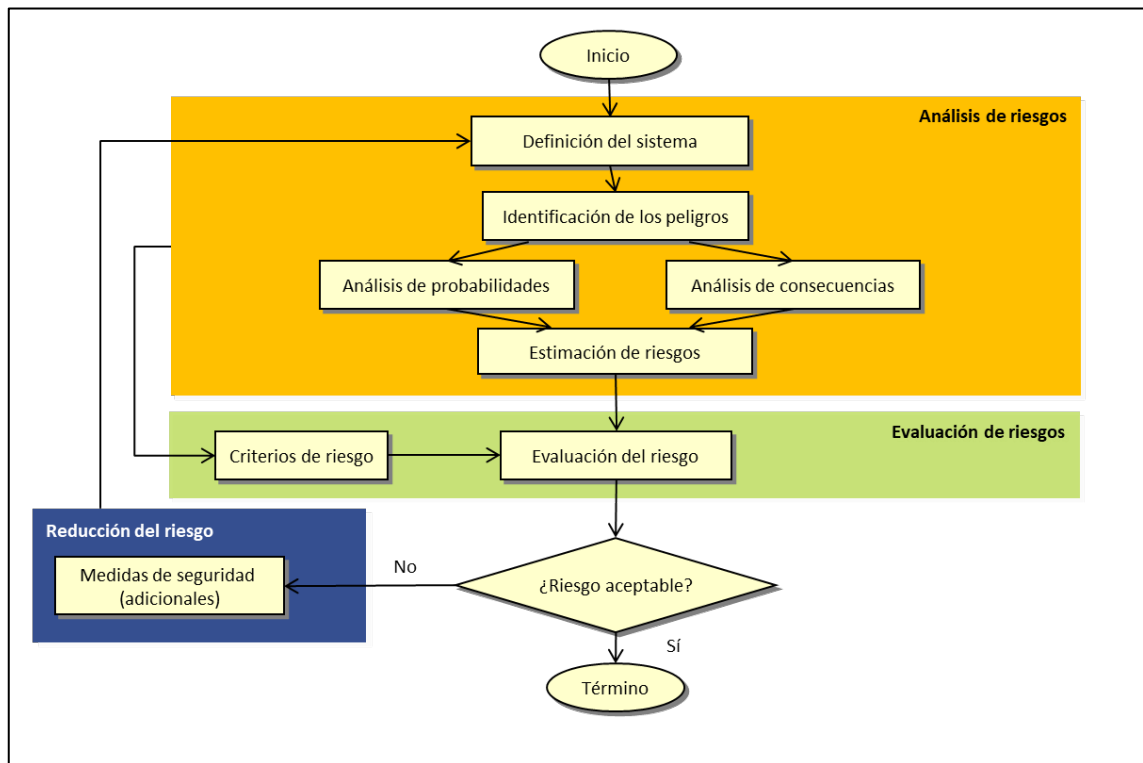 Inicio
Análisis de riesgos
Definición del sistema
Identificación de los peligros
Análisis de probabilidades
Análisis de consecuencias
Estimación de riesgos
Evaluación de riesgos
Criterios de riesgo
Evaluación del riesgo
Reducción del riesgo
Medidas de seguridad
(adicionales)
No
¿Riesgo aceptable?
Sí
Término